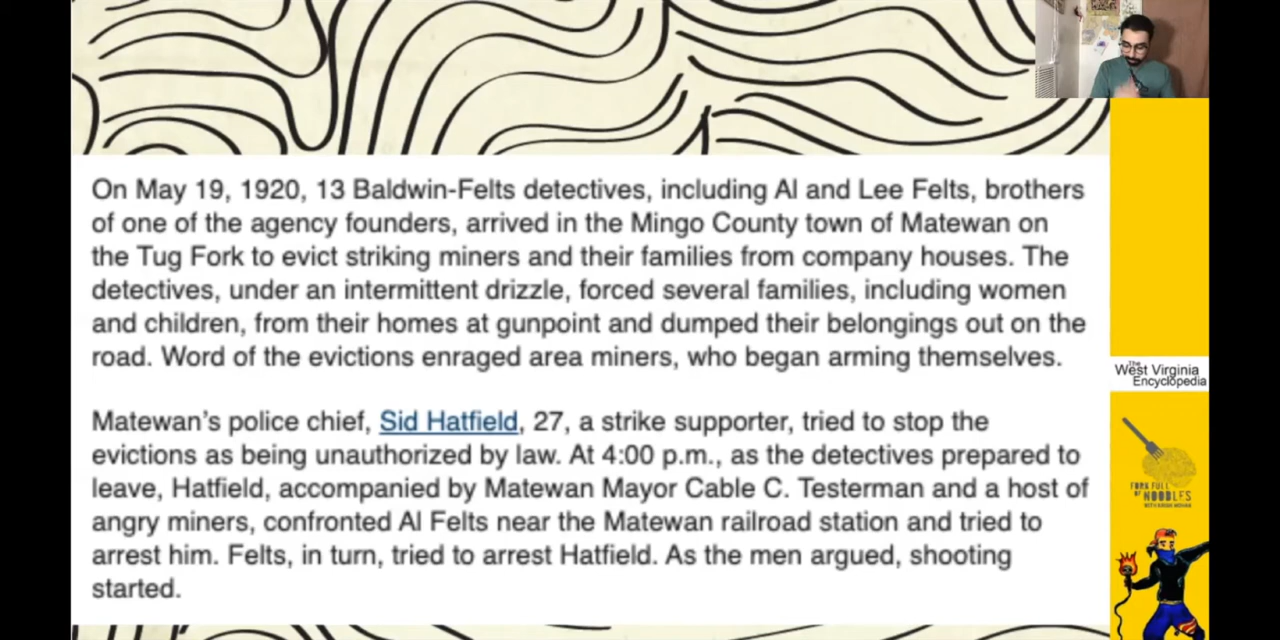 On May 19, 1920, 13 Baldwin-Felts detectives, including Al and Lee Felts, brothers
of one of the agency founders, arrived in the Mingo County town of Matewan on
the Tug Fork to evict striking miners and their families from company houses. The
detectives, under an intermittent drizzle, forced several families, including women
and children, from their homes at gunpoint and dumped their belongings out on the
road. Word of the evictions enraged area miners, who began arming themselves.
Matewan's police chief, Sid Hatfield, 27, a strike supporter, tried to stop the
evictions as being unauthorized by law. At 4:00 p.m., as the detectives prepared to
leave, Hatfield, accompanied by Matewan Mayor Cable C. Testerman and a host of
angry miners, confronted Al Felts near the Matewan railroad station and tried to
arrest him. Felts, in turn, tried to arrest Hatfield. As the men argued, shooting
started.
The
West Virginia
Encyclopedia
FORK FULL
OF NOODLES